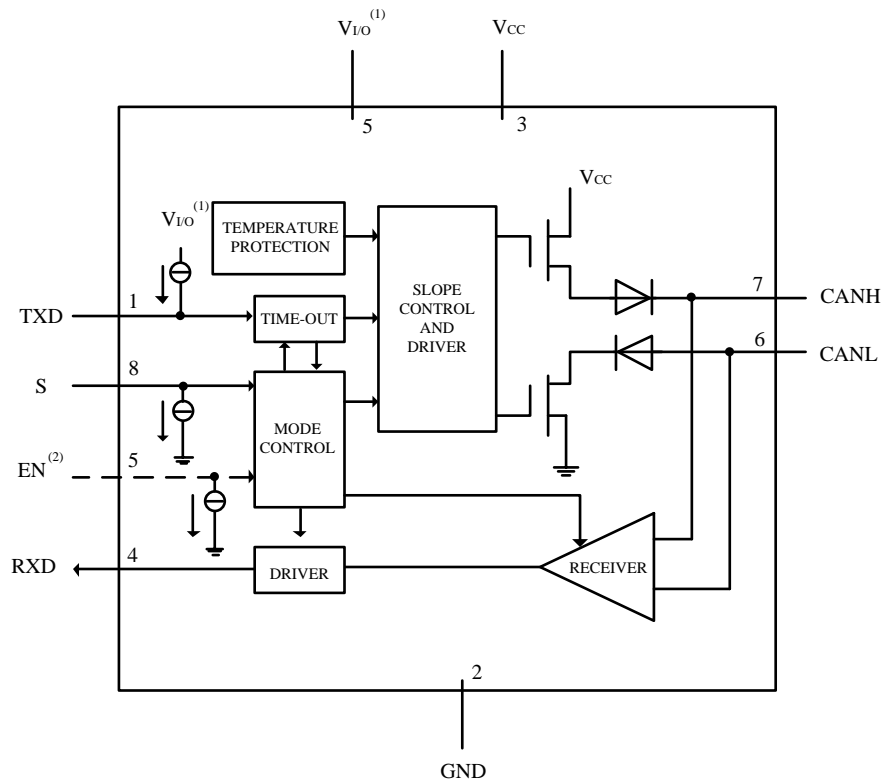 VI/O(1)
VCC
5
3
VCC
VI/O(1)
TEMPERATURE
PROTECTION
SLOPE
CONTROL
AND
DRIVER
TXD
1
TIME-OUT
7
CANH
6
CANL
S
8
MODE
CONTROL
EN(2)
5
RXD
4
DRIVER
RECEIVER
2
GND